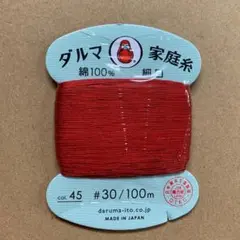 ダルマ 家庭糸
綿100% 細口
col. 45 #30/100m
daruma-ito.co.jp
MADE IN JAPAN